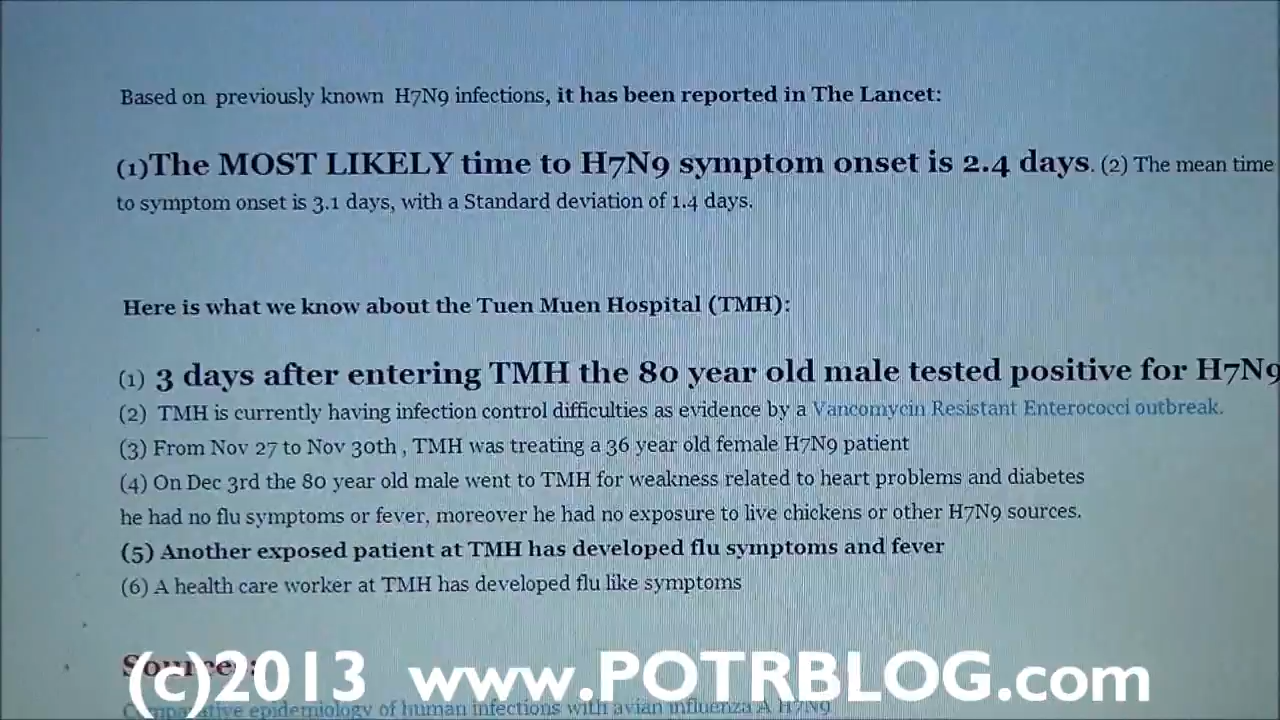 Based on previously known H7N9 infections, it has been reported in The Lancet:
(1)The MOST LIKELY time to H7N9 symptom onset is 2.4 days. (2) The mean time
to symptom onset is 3.1 days, with a Standard deviation of 1.4 days.
Here is what we know about the Tuen Muen Hospital (TMH):
(1) 3 days after entering TMH the 80 year old male tested positive for H7N9
(2) TMH is currently having infection control difficulties as evidence by a Vancomycin Resistant Enterococci outbreak.
(3) From Nov 27 to Nov 30th , TMH was treating a 36 year old female H7N9 patient
(4) On Dec 3rd the 80 year old male went to TMH for weakness related to heart problems and diabetes
he had no flu symptoms or fever, moreover he had no exposure to live chickens or other H7N9 sources.
(5) Another exposed patient at TMH has developed flu symptoms and fever
(6) A health care worker at TMH has developed flu like symptoms
Sources:
(c)2013 www.POTRBLOG.com
Comparative epidemiology of human infections with avian influenza A H7N9